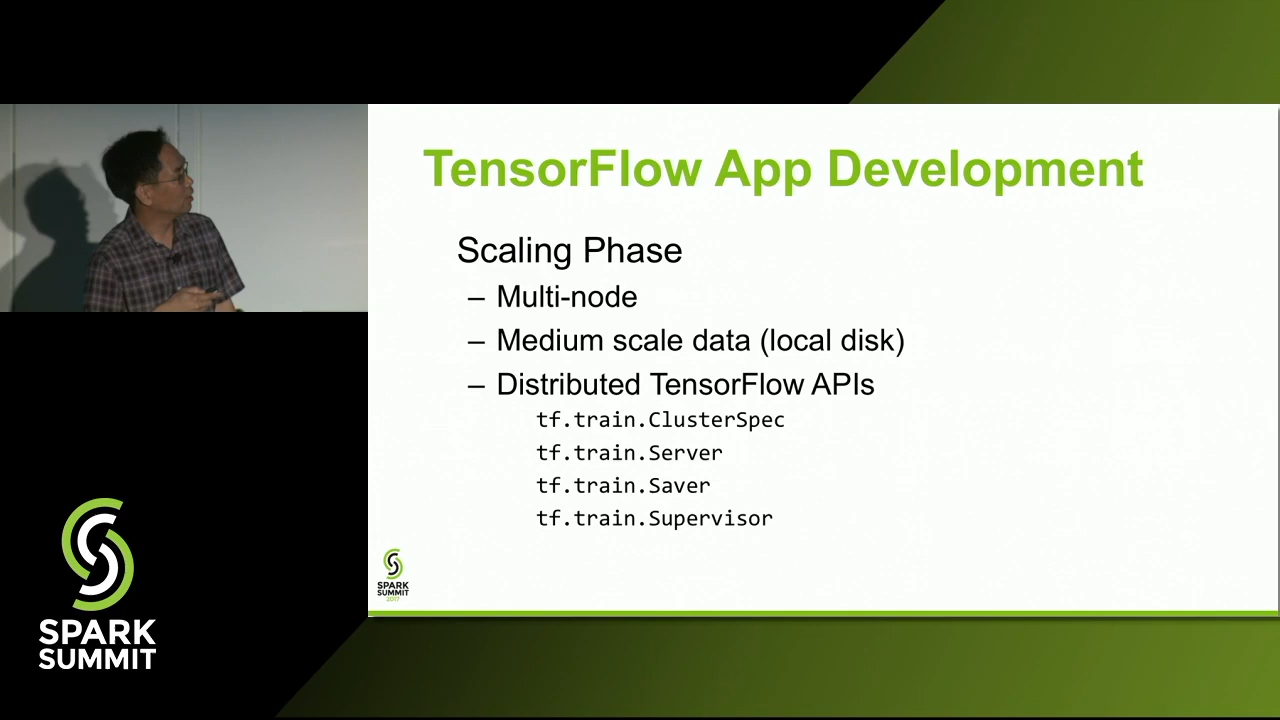 TensorFlow App Development
Scaling Phase
– Multi-node
– Medium scale data (local disk)
– Distributed TensorFlow APIs
tf.train.ClusterSpec
tf.train.Server
tf.train.Saver
tf.train.Supervisor
SPARK
SUMMIT
2017
SPARK
SUMMIT